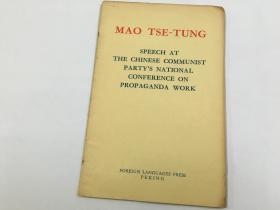 MAO TSE-TUNG
SPEECH AT
THE CHINESE COMMUNIST
PARTY'S NATIONAL
CONFERENCE ON
PROPAGANDA WORK
FOREIGN LANGUAGES PRESS
PEKING